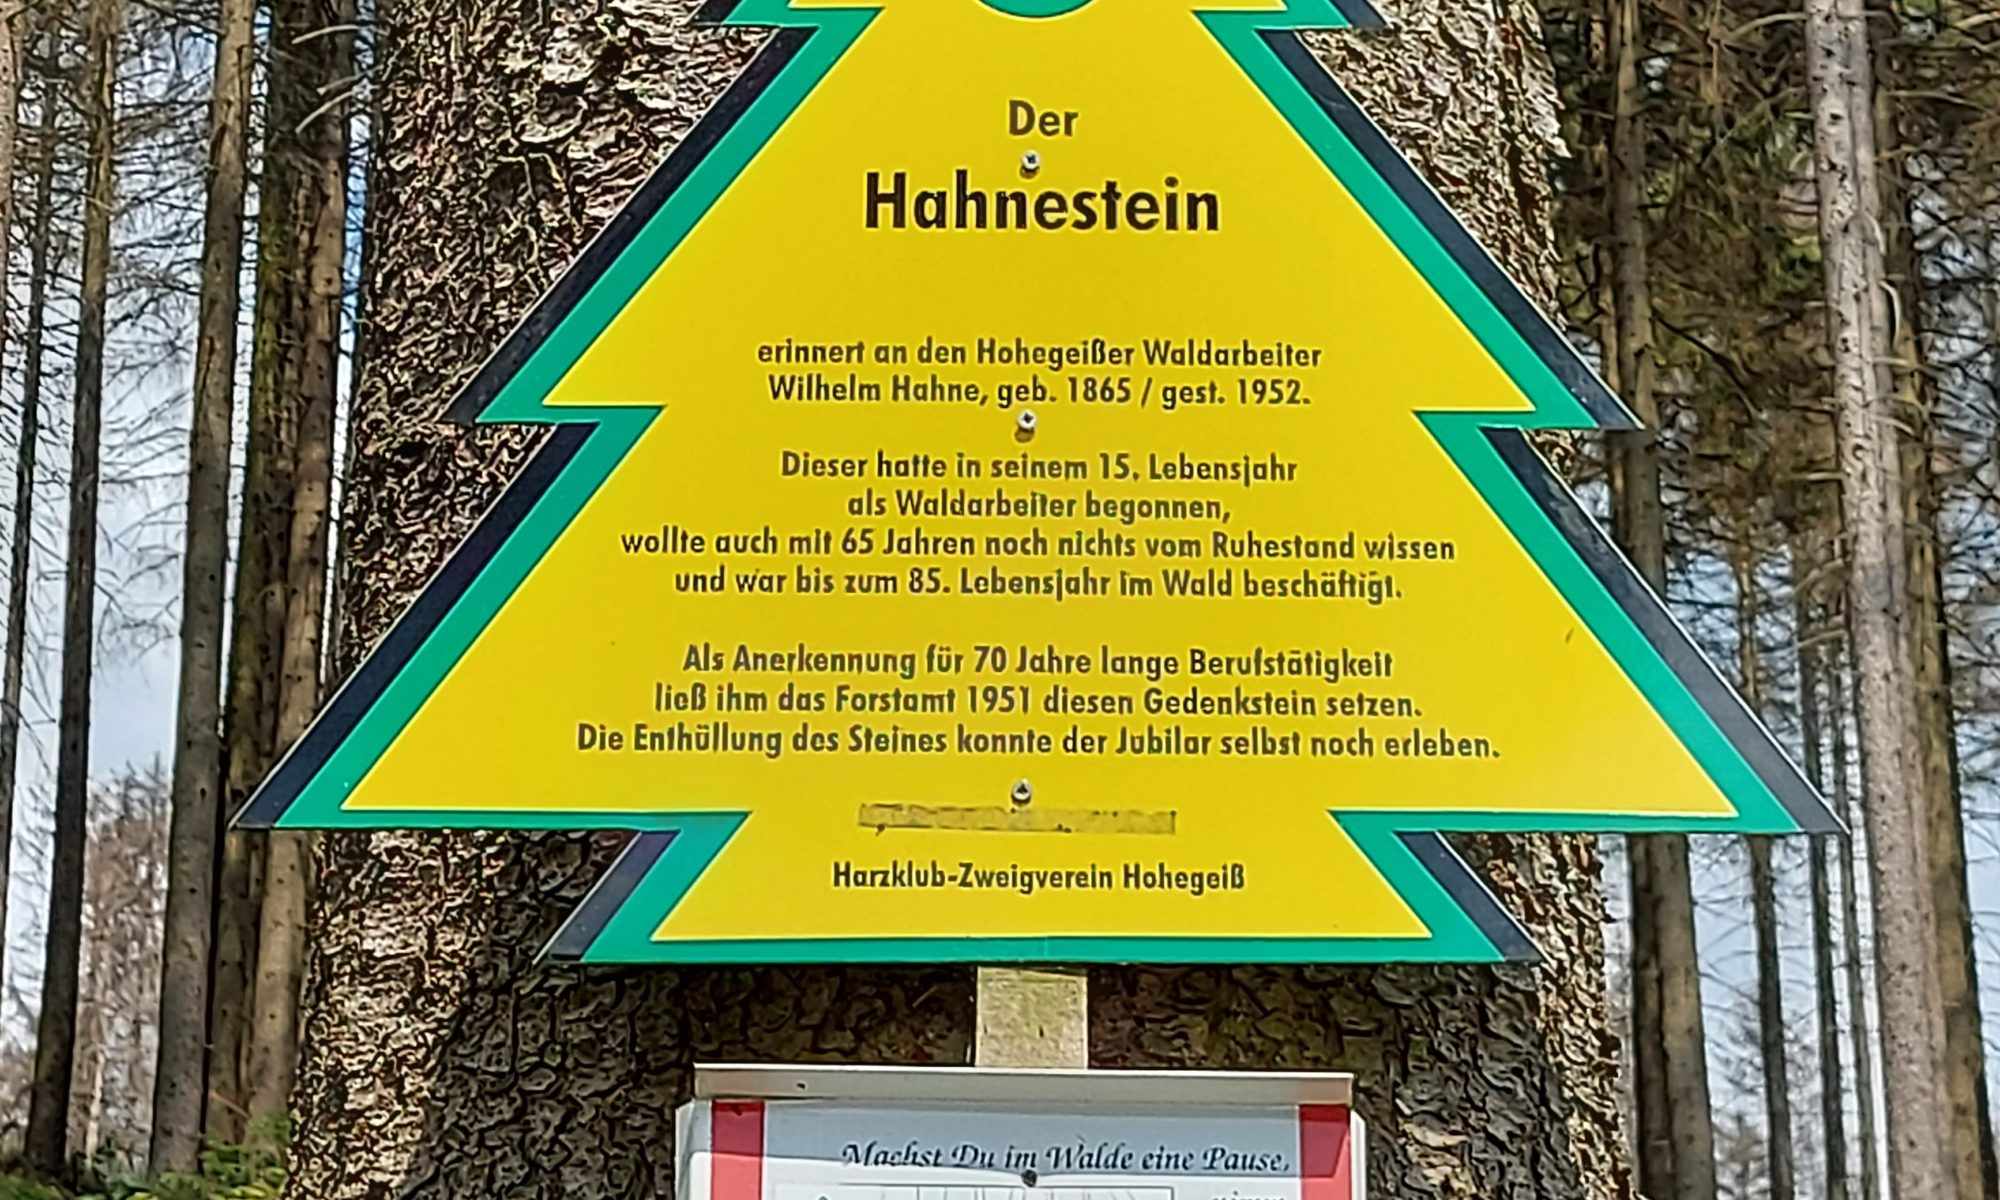 Der
Hahnestein
erinnert an den Hohegeißer Waldarbeiter
Wilhelm Hahne, geb. 1865 / gest. 1952.
Dieser hatte in seinem 15. Lebensjahr
als Waldarbeiter begonnen,
wollte auch mit 65 Jahren noch nichts vom Ruhestand wissen
und war bis zum 85. Lebensjahr im Wald beschäftigt.
Als Anerkennung für 70 Jahre lange Berufstätigkeit
ließ ihm das Forstamt 1951 diesen Gedenkstein setzen.
Die Enthüllung des Steines konnte der Jubilar selbst noch erleben.
Harzklub-Zweigverein Hohegeiß
Machst Du im Walde eine Pause,